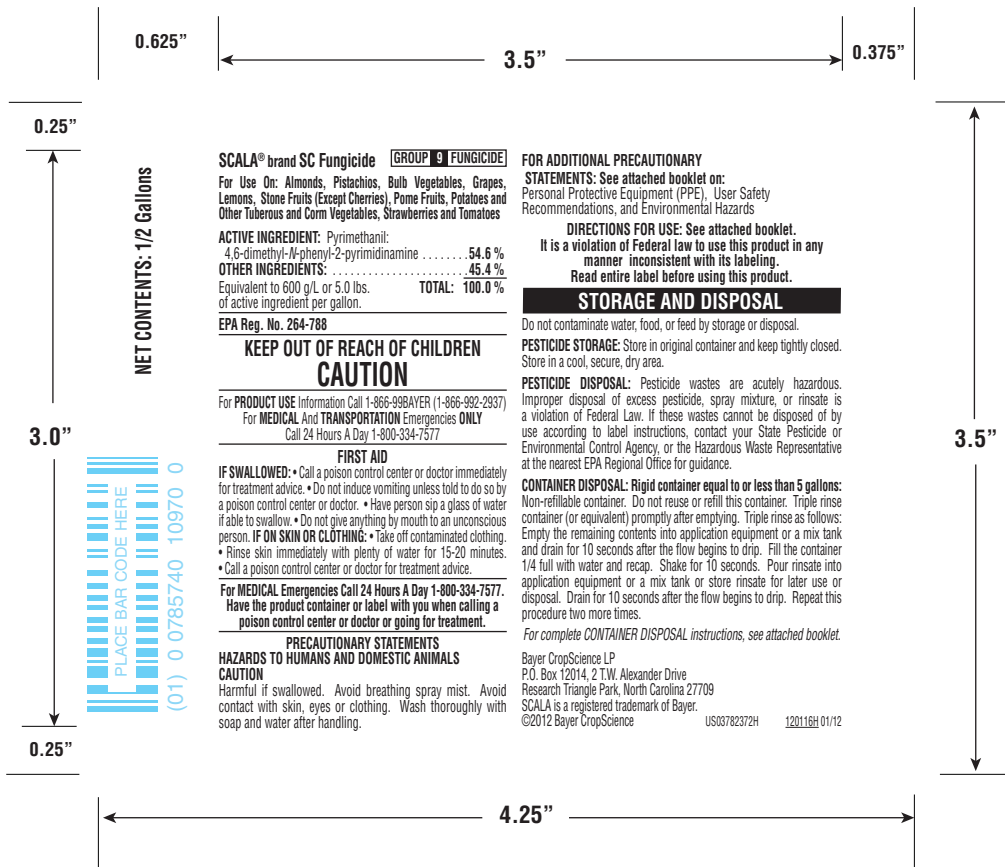 0.625”
3.5”
0.375”
0.25”
3.0”
0.25”
NET CONTENTS: 1/2 Gallons
PLACE BAR CODE HERE
(01) 0 0785740 10970 0
SCALA® brand SC Fungicide GROUP 9 FUNGICIDE
For Use On: Almonds, Pistachios, Bulb Vegetables, Grapes,
Lemons, Stone Fruits (Except Cherries), Pome Fruits, Potatoes and
Other Tuberous and Corm Vegetables, Strawberries and Tomatoes
ACTIVE INGREDIENT: Pyrimethanil:
4,6-dimethyl-N-phenyl-2-pyrimidinamine ........54.6 %
OTHER INGREDIENTS: .......................45.4 %
Equivalent to 600 g/L or 5.0 lbs. TOTAL: 100.0 %
of active ingredient per gallon.
EPA Reg. No. 264-788
KEEP OUT OF REACH OF CHILDREN
CAUTION
For PRODUCT USE Information Call 1-866-99BAYER (1-866-992-2937)
For MEDICAL And TRANSPORTATION Emergencies ONLY
Call 24 Hours A Day 1-800-334-7577
FIRST AID
IF SWALLOWED: • Call a poison control center or doctor immediately
for treatment advice. • Do not induce vomiting unless told to do so by
a poison control center or doctor. • Have person sip a glass of water
if able to swallow. • Do not give anything by mouth to an unconscious
person. IF ON SKIN OR CLOTHING: • Take off contaminated clothing.
• Rinse skin immediately with plenty of water for 15-20 minutes.
• Call a poison control center or doctor for treatment advice.
For MEDICAL Emergencies Call 24 Hours A Day 1-800-334-7577.
Have the product container or label with you when calling a
poison control center or doctor or going for treatment.
PRECAUTIONARY STATEMENTS
HAZARDS TO HUMANS AND DOMESTIC ANIMALS
CAUTION
Harmful if swallowed. Avoid breathing spray mist. Avoid
contact with skin, eyes or clothing. Wash thoroughly with
soap and water after handling.
FOR ADDITIONAL PRECAUTIONARY
STATEMENTS: See attached booklet on:
Personal Protective Equipment (PPE), User Safety
Recommendations, and Environmental Hazards
DIRECTIONS FOR USE: See attached booklet.
It is a violation of Federal law to use this product in any
manner inconsistent with its labeling.
Read entire label before using this product.
STORAGE AND DISPOSAL
Do not contaminate water, food, or feed by storage or disposal.
PESTICIDE STORAGE: Store in original container and keep tightly closed.
Store in a cool, secure, dry area.
PESTICIDE DISPOSAL: Pesticide wastes are acutely hazardous.
Improper disposal of excess pesticide, spray mixture, or rinsate is
a violation of Federal Law. If these wastes cannot be disposed of by
use according to label instructions, contact your State Pesticide or
Environmental Control Agency, or the Hazardous Waste Representative
at the nearest EPA Regional Office for guidance.
CONTAINER DISPOSAL: Rigid container equal to or less than 5 gallons:
Non-refillable container. Do not reuse or refill this container. Triple rinse
container (or equivalent) promptly after emptying. Triple rinse as follows:
Empty the remaining contents into application equipment or a mix tank
and drain for 10 seconds after the flow begins to drip. Fill the container
1/4 full with water and recap. Shake for 10 seconds. Pour rinsate into
application equipment or a mix tank or store rinsate for later use or
disposal. Drain for 10 seconds after the flow begins to drip. Repeat this
procedure two more times.
For complete CONTAINER DISPOSAL instructions, see attached booklet.
Bayer CropScience LP
P.O. Box 12014, 2 T.W. Alexander Drive
Research Triangle Park, North Carolina 27709
SCALA is a registered trademark of Bayer.
©2012 Bayer CropScience US03782372H 120116H 01/12
3.5”
4.25”